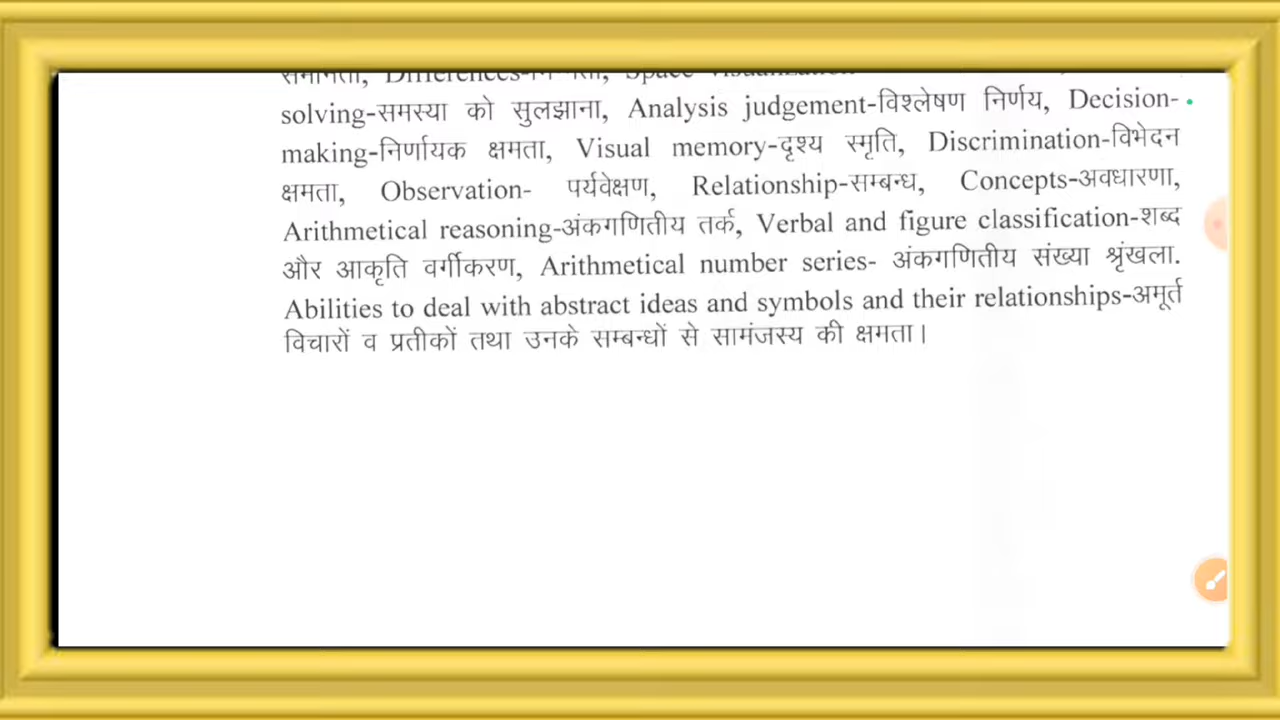 solving-समस्या को सुलझाना, Analysis judgement-विश्लेषण निर्णय, Decision-
making-निर्णायक क्षमता, Visual memory-दृश्य स्मृति, Discrimination-विभेदन
क्षमता, Observation- पर्यवेक्षण, Relationship-सम्बन्ध, Concepts-अवधारणा,
Arithmetical reasoning-अंकगणितीय तर्क, Verbal and figure classification-शब्द
और आकृति वर्गीकरण, Arithmetical number series- अंकगणितीय संख्या श्रृंखला.
Abilities to deal with abstract ideas and symbols and their relationships-अमूर्त
विचारों व प्रतीकों तथा उनके सम्बन्धों से सामंजस्य की क्षमता।